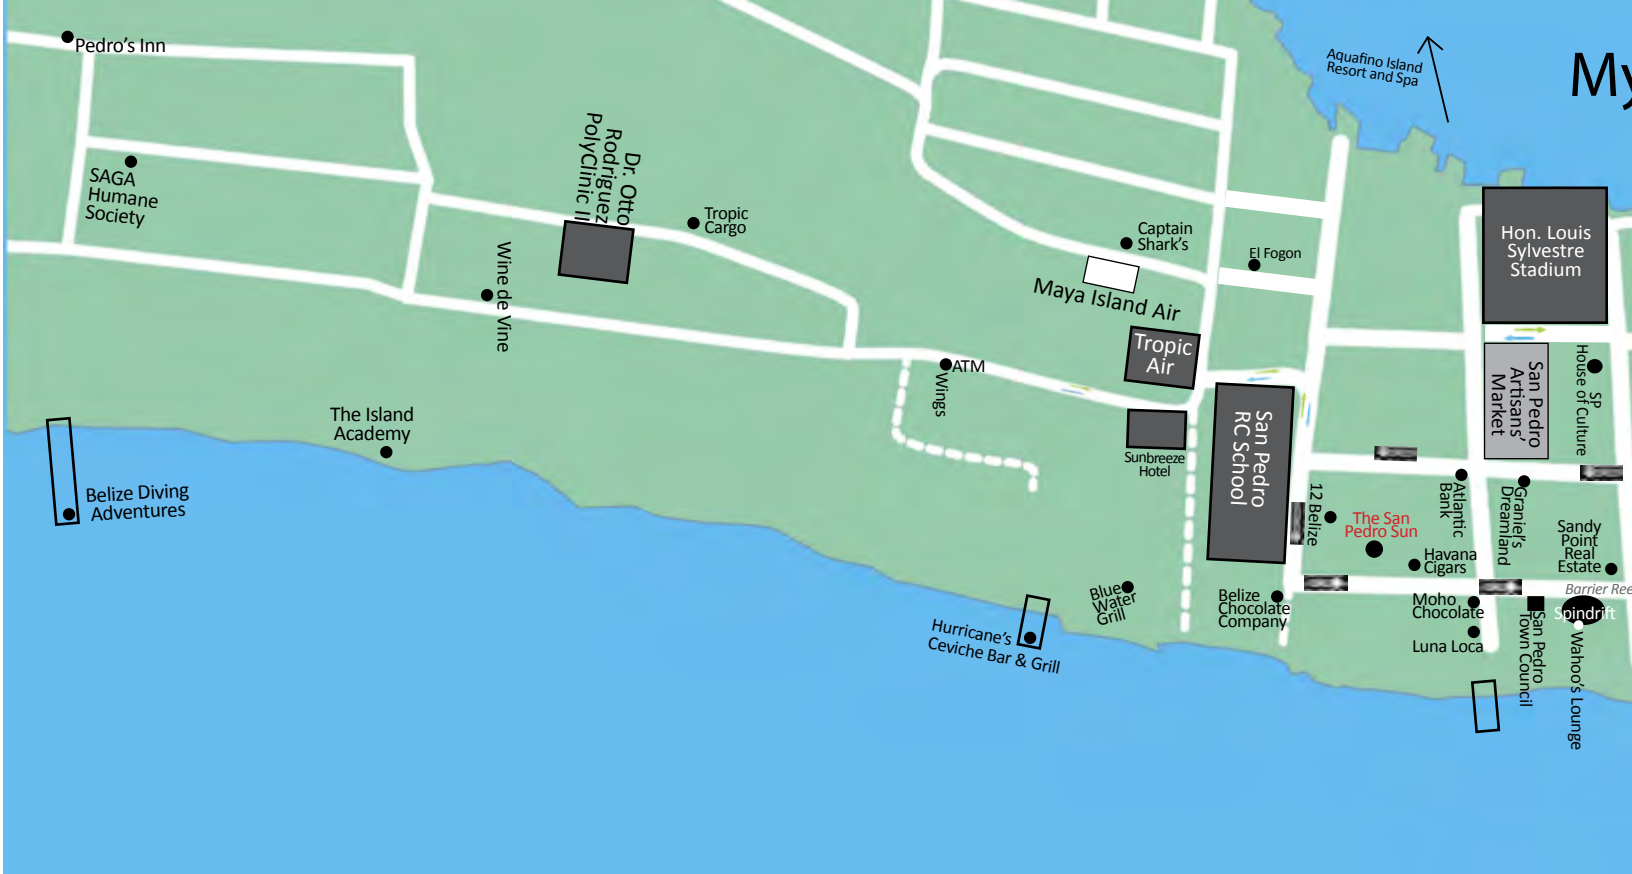 Pedro's Inn
SAGA
Humane
Society
Dr. Otto
Rodriguez
PolyClinic II
Tropic
Cargo
Wine de Vine
Captain
Shark's
El Fogon
Maya Island Air
Tropic
Air
Aquafino Island
Resort and Spa
My
Hon. Louis
Sylvestre
Stadium
San Pedro
Artisans'
Market
House of Culture
SP
ATM
Wings
Sunbreeze
Hotel
San Pedro
RC School
The Island
Academy
Belize Diving
Adventures
12 Belize
The San
Pedro Sun
Atlantic
Bank
Graniel's
Dreamland
Havana
Cigars
Sandy
Point
Real
Estate
Barrier Ree
Blue
Water
Grill
Belize
Chocolate
Company
Moho
Chocolate
Luna Loca
San Pedro
Town Council
Spindrift
Wahoo's Lounge
Hurricane's
Ceviche Bar & Grill